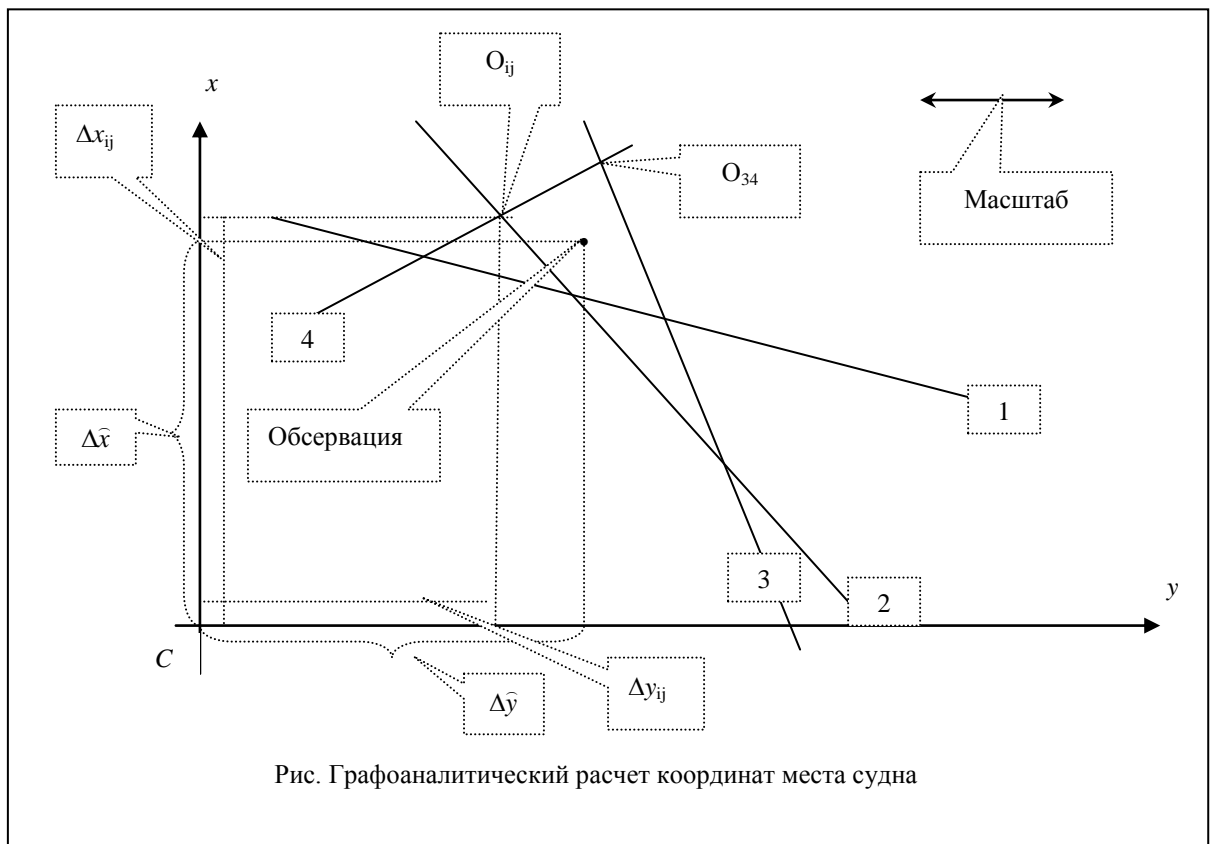 O_ij
x
Δx_ij
O_34
Масштаб
4
1
Обсервация
Δx̂
3
2
y
C
Δy_ij
Δŷ
Рис. Графоаналитический расчет координат места судна